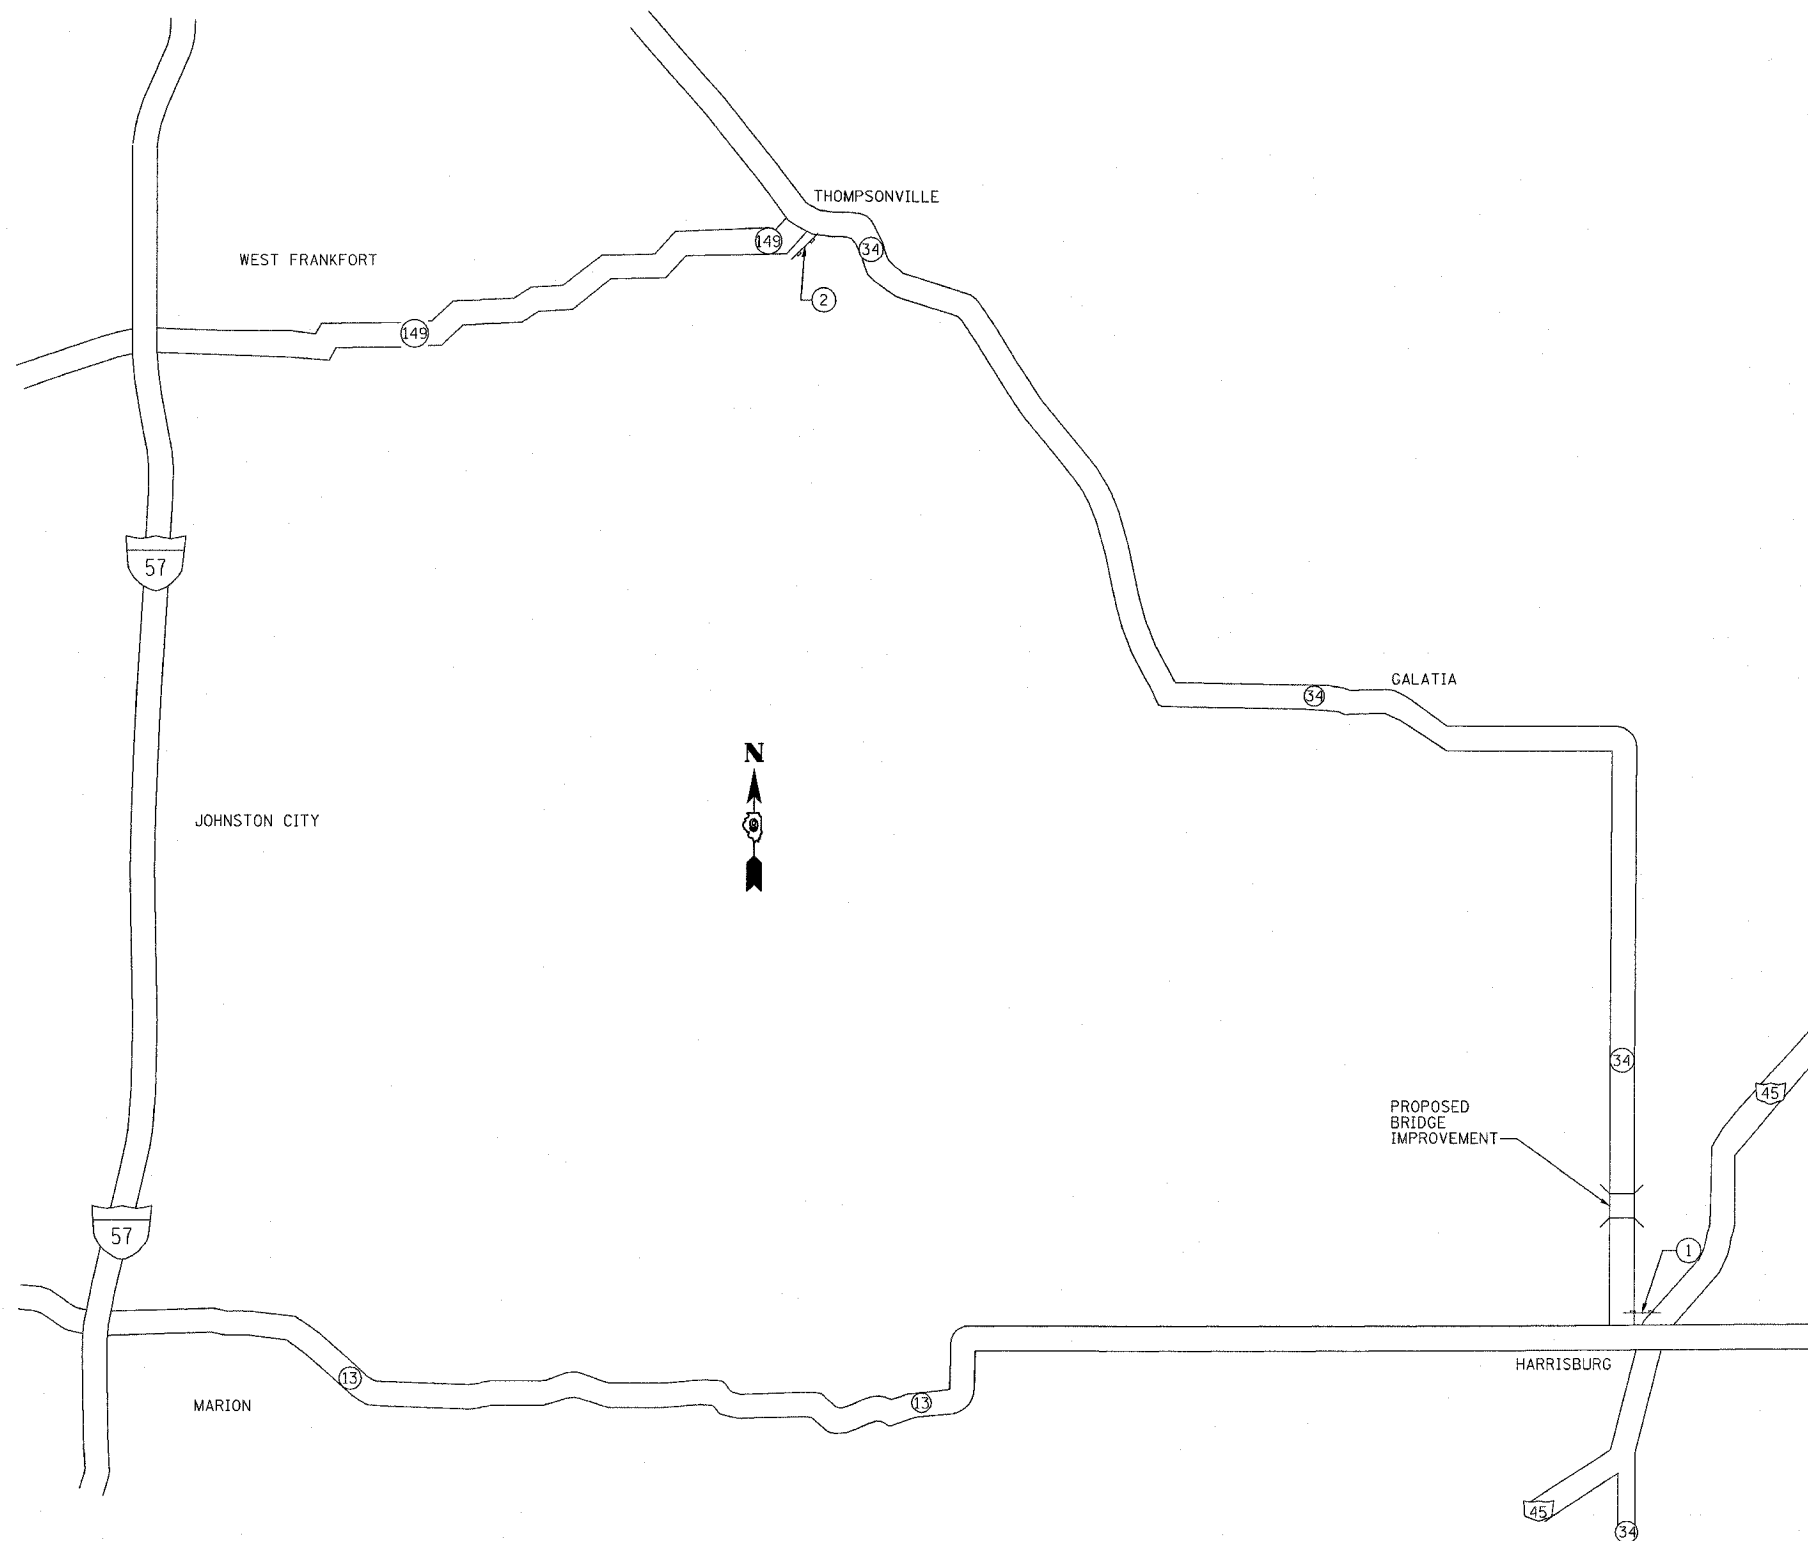 THOMPSONVILLE
149
34
WEST FRANKFORT
2
149
57
GALATIA
34
N
9
JOHNSTON CITY
34
45
PROPOSED
BRIDGE
IMPROVEMENT
57
1
HARRISBURG
13
MARION
13
45
34